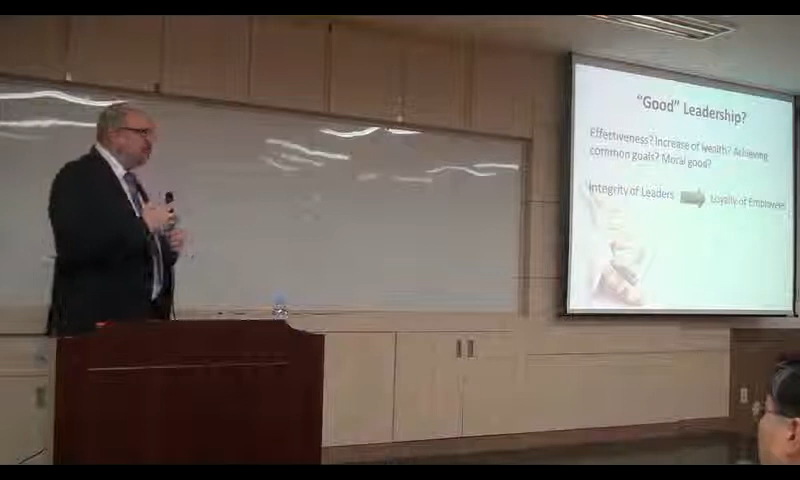 “Good” Leadership?
Effectiveness? Increase of wealth? Achieving
common goals? Moral good?
Integrity of Leaders
Loyalty of Employees